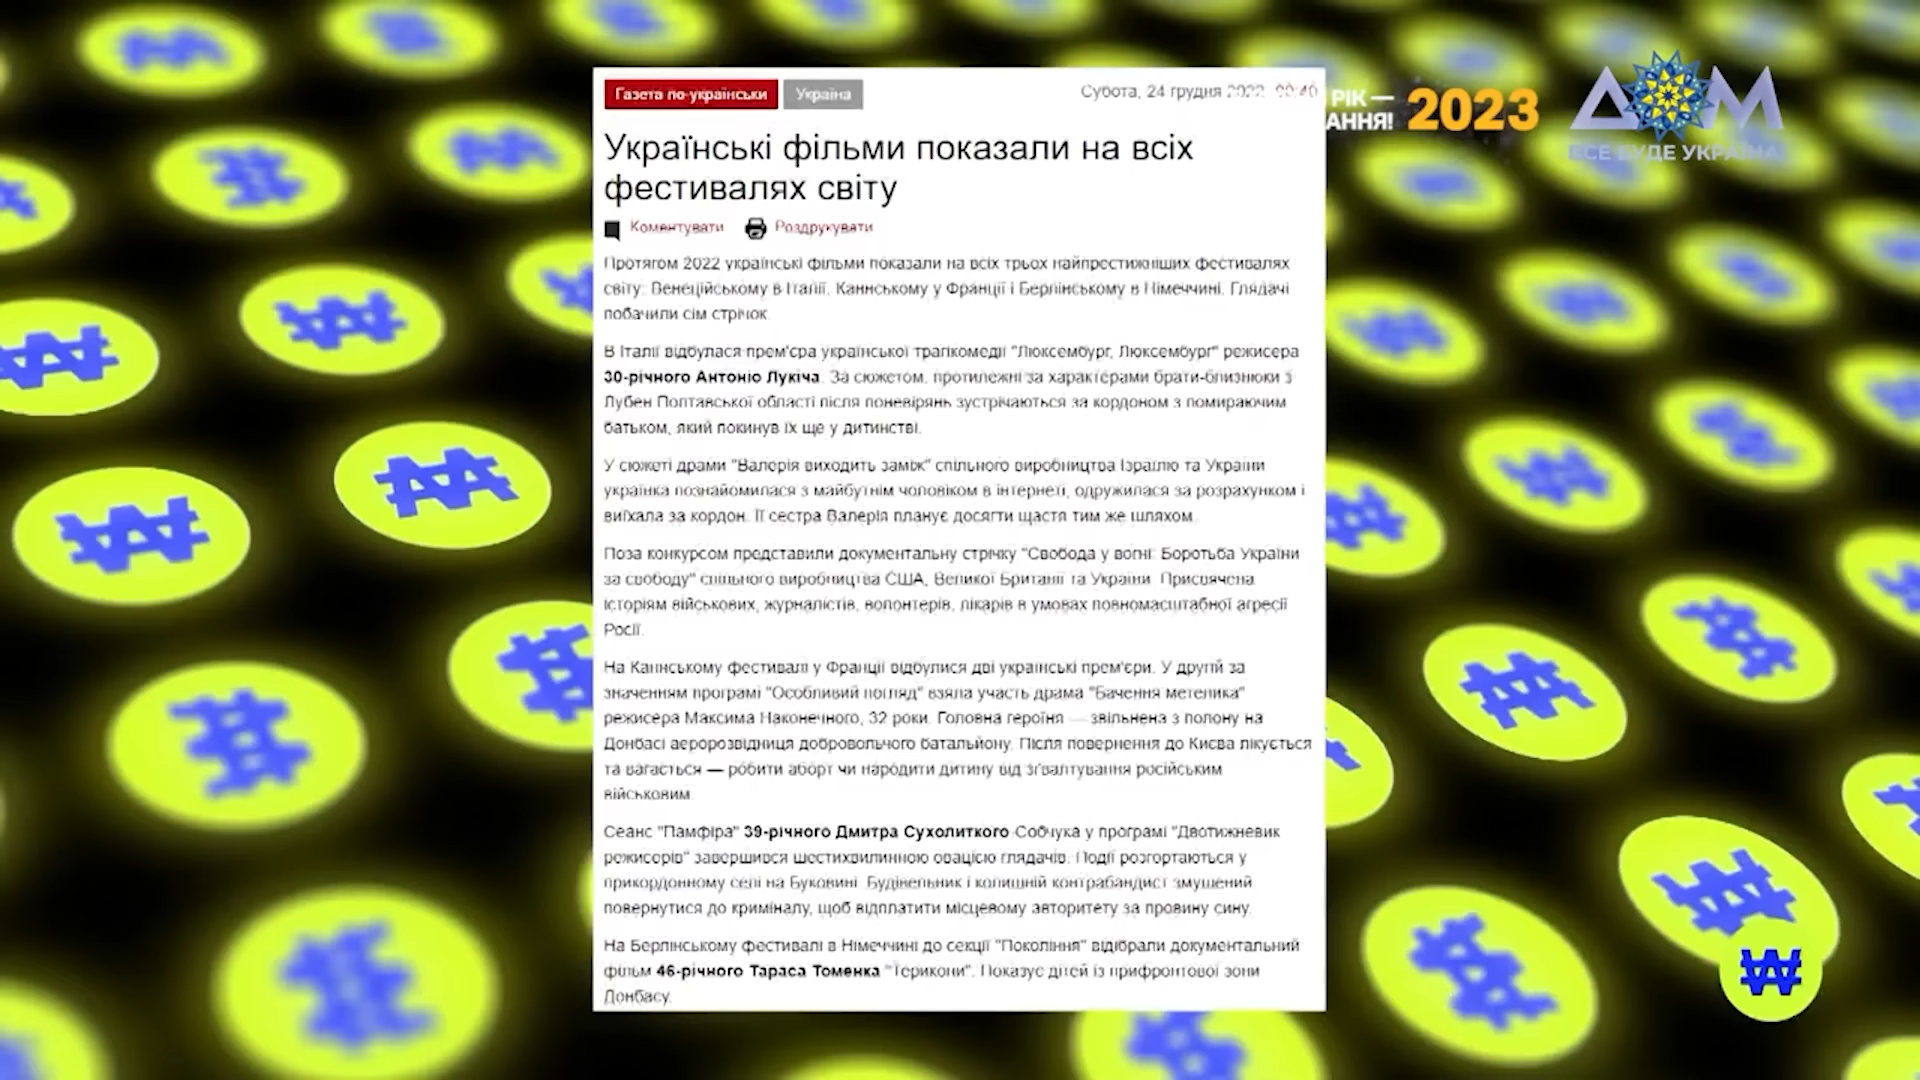 Газета по-українськи
Україна
Субота, 24 грудня 2022 00:40
РІК —
АННЯ!
2023
ДОМ
ВСЕ БУДЕ УКРАЇНА
Українські фільми показали на всіх
фестивалях світу
Коментувати
Роздрукувати
Протягом 2022 українські фільми показали на всіх трьох найпрестижніших фестивалях
світу: Венеційському в Італії, Каннському у Франції і Берлінському в Німеччині. Глядачі
побачили сім стрічок.
В Італії відбулася прем'єра української трагікомедії "Люксембург, Люксембург" режисера
30-річного Антоніо Лукіча. За сюжетом, протилежні за характерами брати-близнюки з
Лубен Полтавської області після поневірянь зустрічаються за кордоном з помираючим
батьком, який покинув їх ще у дитинстві.
У сюжеті драми "Валерія виходить заміж" спільного виробництва Ізраїлю та України
українка познайомилася з майбутнім чоловіком в інтернеті, одружилася за розрахунком і
виїхала за кордон. Її сестра Валерія планує досягти щастя тим же шляхом.
Поза конкурсом представили документальну стрічку "Свобода у вогні: Боротьба України
за свободу" спільного виробництва США, Великої Британії та України. Присвячена
історіям військових, журналістів, волонтерів, лікарів в умовах повномасштабної агресії
Росії.
На Каннському фестивалі у Франції відбулися дві українські прем'єри. У другій за
значенням програмі "Особливий погляд" взяла участь драма "Бачення метелика"
режисера Максима Наконечного, 32 роки. Головна героїня — звільнена з полону на
Донбасі аеророзвідниця добровольчого батальйону. Після повернення до Києва лікується
та вагається — робити аборт чи народити дитину від зґвалтування російським
військовим.
Сеанс "Памфіра" 39-річного Дмитра Сухолиткого-Собчука у програмі "Двотижневик
режисерів" завершився шестихвилинною овацією глядачів. Події розгортаються у
прикордонному селі на Буковині. Будівельник і колишній контрабандист змушений
повернутися до криміналу, щоб відплатити місцевому авторитету за провину сину.
На Берлінському фестивалі в Німеччині до секції "Покоління" відібрали документальний
фільм 46-річного Тараса Томенка "Терикони". Показує дітей із прифронтової зони
Донбасу.